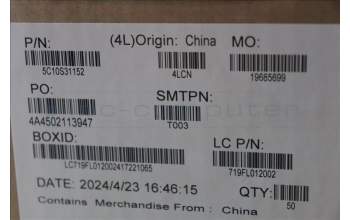 P/N: (4L)Origin: China MO:
5C10S31152 4LCN 19665699
PO: SMTPN:
4A4502113947 T003
BOXID: LC P/N:
LC719FL012002417221065 719FL012002
DATE: 2024/4/23 16:46:15 QTY:
50
Contains Merchandise From : China